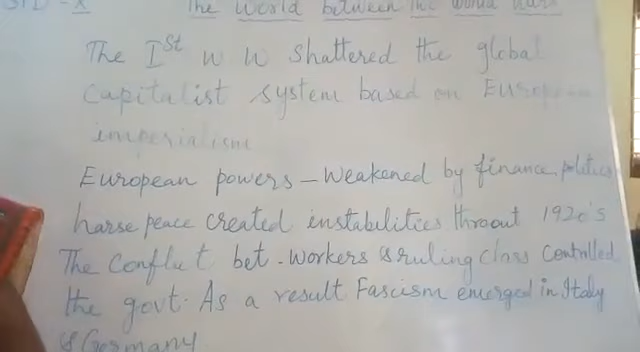 STD - X The World between the World Wars
The Ist W W Shattered the global
Capitalist system based on European
imperialism
European powers - Weakened by finance, politics
harse peace created instabilities throout 1920's
The Conflict bet. workers & ruling class Controlled
the govt. As a result Fascism emerged in Italy
& Germany